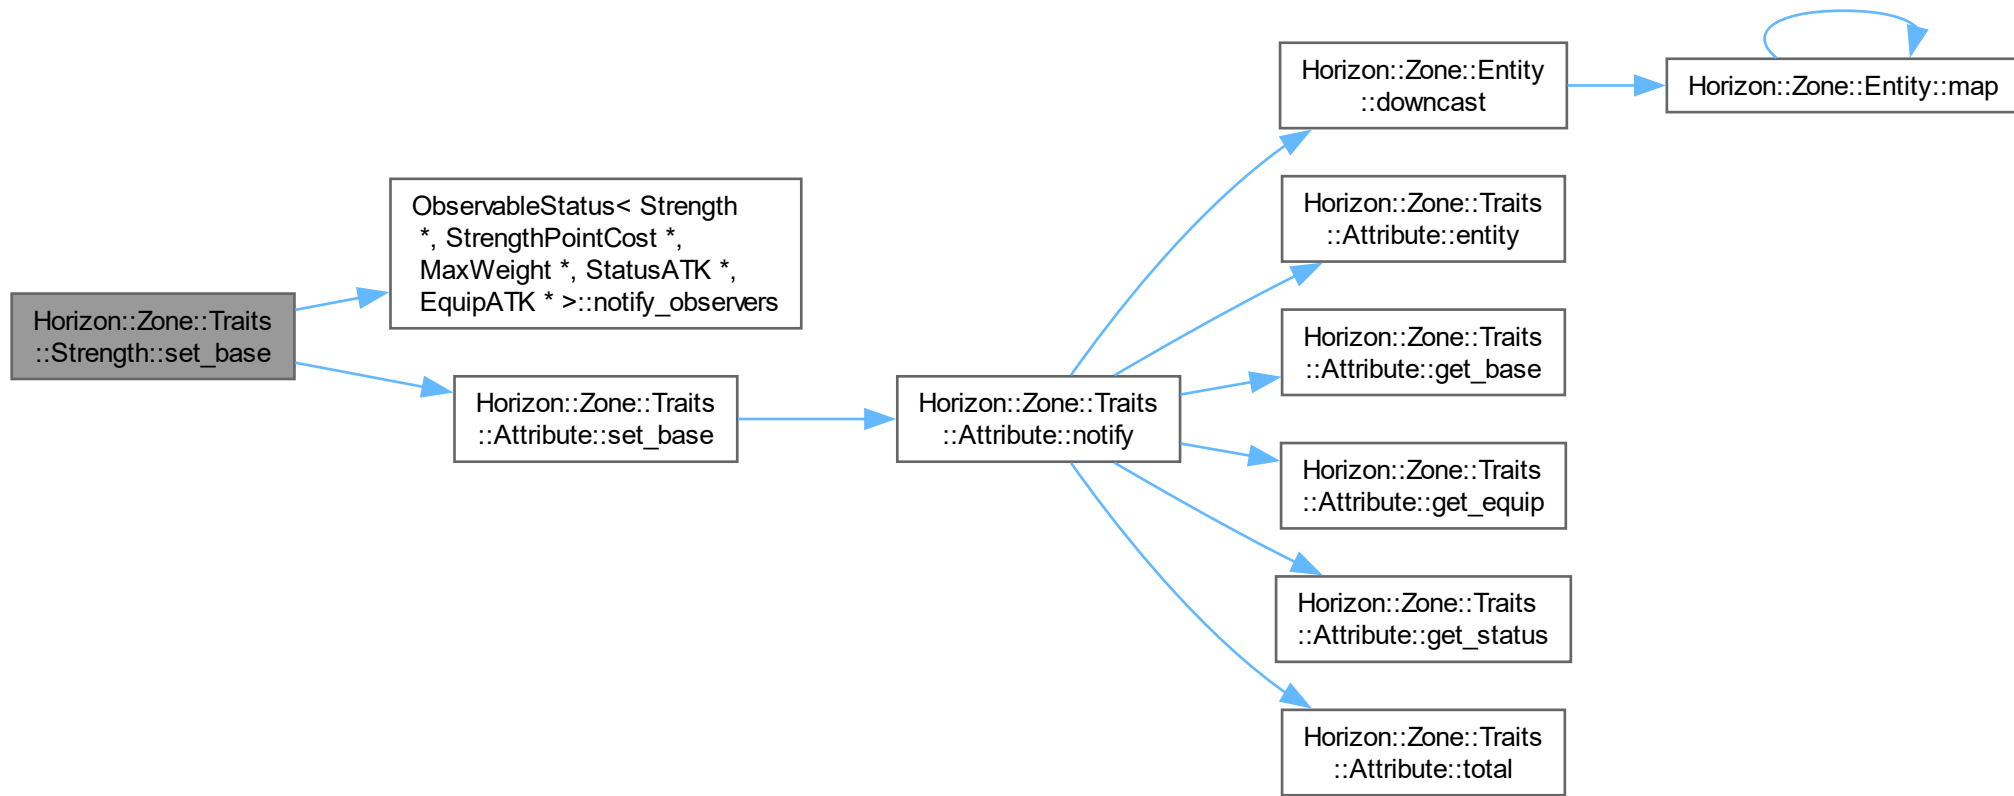 Horizon::Zone::Traits
::Strength::set_base
ObservableStatus< Strength
*, StrengthPointCost *,
MaxWeight *, StatusATK *,
EquipATK * >::notify_observers
Horizon::Zone::Traits
::Attribute::set_base
Horizon::Zone::Traits
::Attribute::notify
Horizon::Zone::Entity
::downcast
Horizon::Zone::Entity::map
Horizon::Zone::Traits
::Attribute::entity
Horizon::Zone::Traits
::Attribute::get_base
Horizon::Zone::Traits
::Attribute::get_equip
Horizon::Zone::Traits
::Attribute::get_status
Horizon::Zone::Traits
::Attribute::total